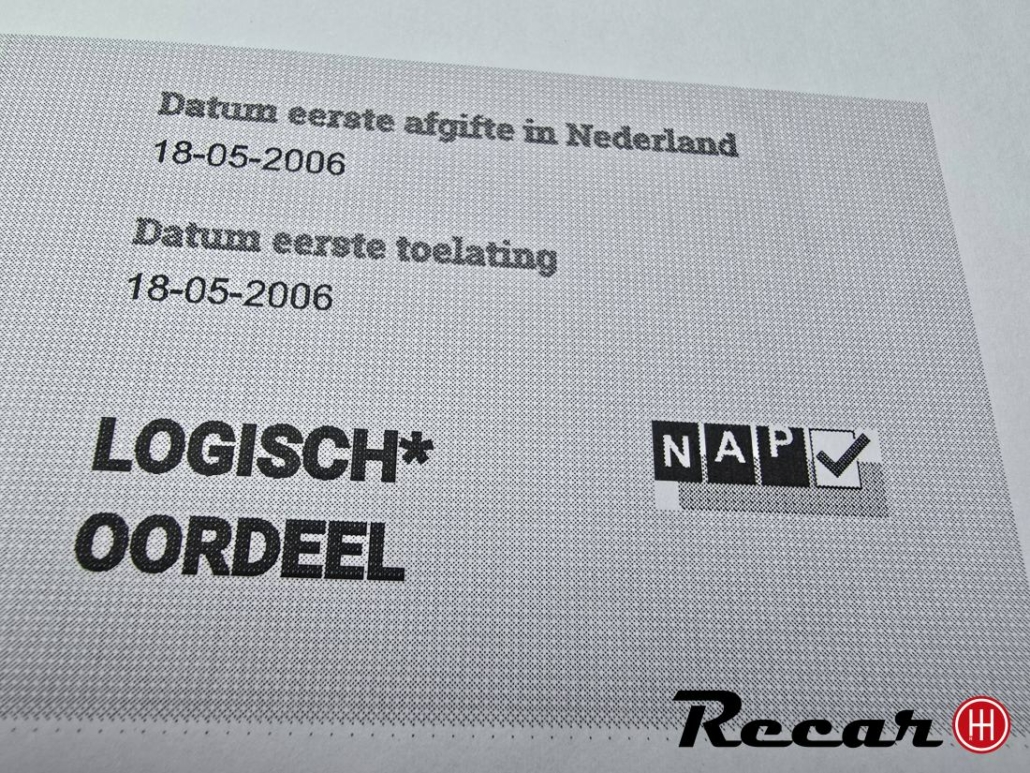 Datum eerste afgifte in Nederland
18-05-2006
Datum eerste toelating
18-05-2006
LOGISCH*
OORDEEL
NAP
Recar